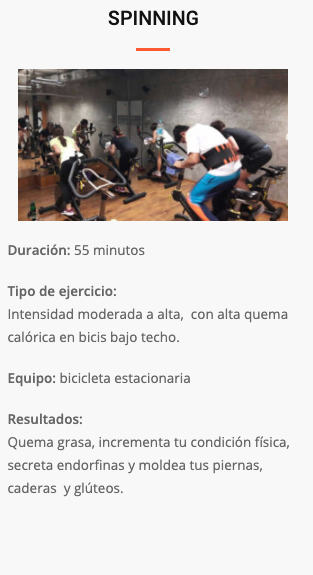 SPINNING
Duración: 55 minutos
Tipo de ejercicio:
Intensidad moderada a alta,  con alta quema
calórica en bicis bajo techo.
Equipo: bicicleta estacionaria
Resultados:
Quema grasa, incrementa tu condición física,
secreta endorfinas y moldea tus piernas,
caderas  y glúteos.